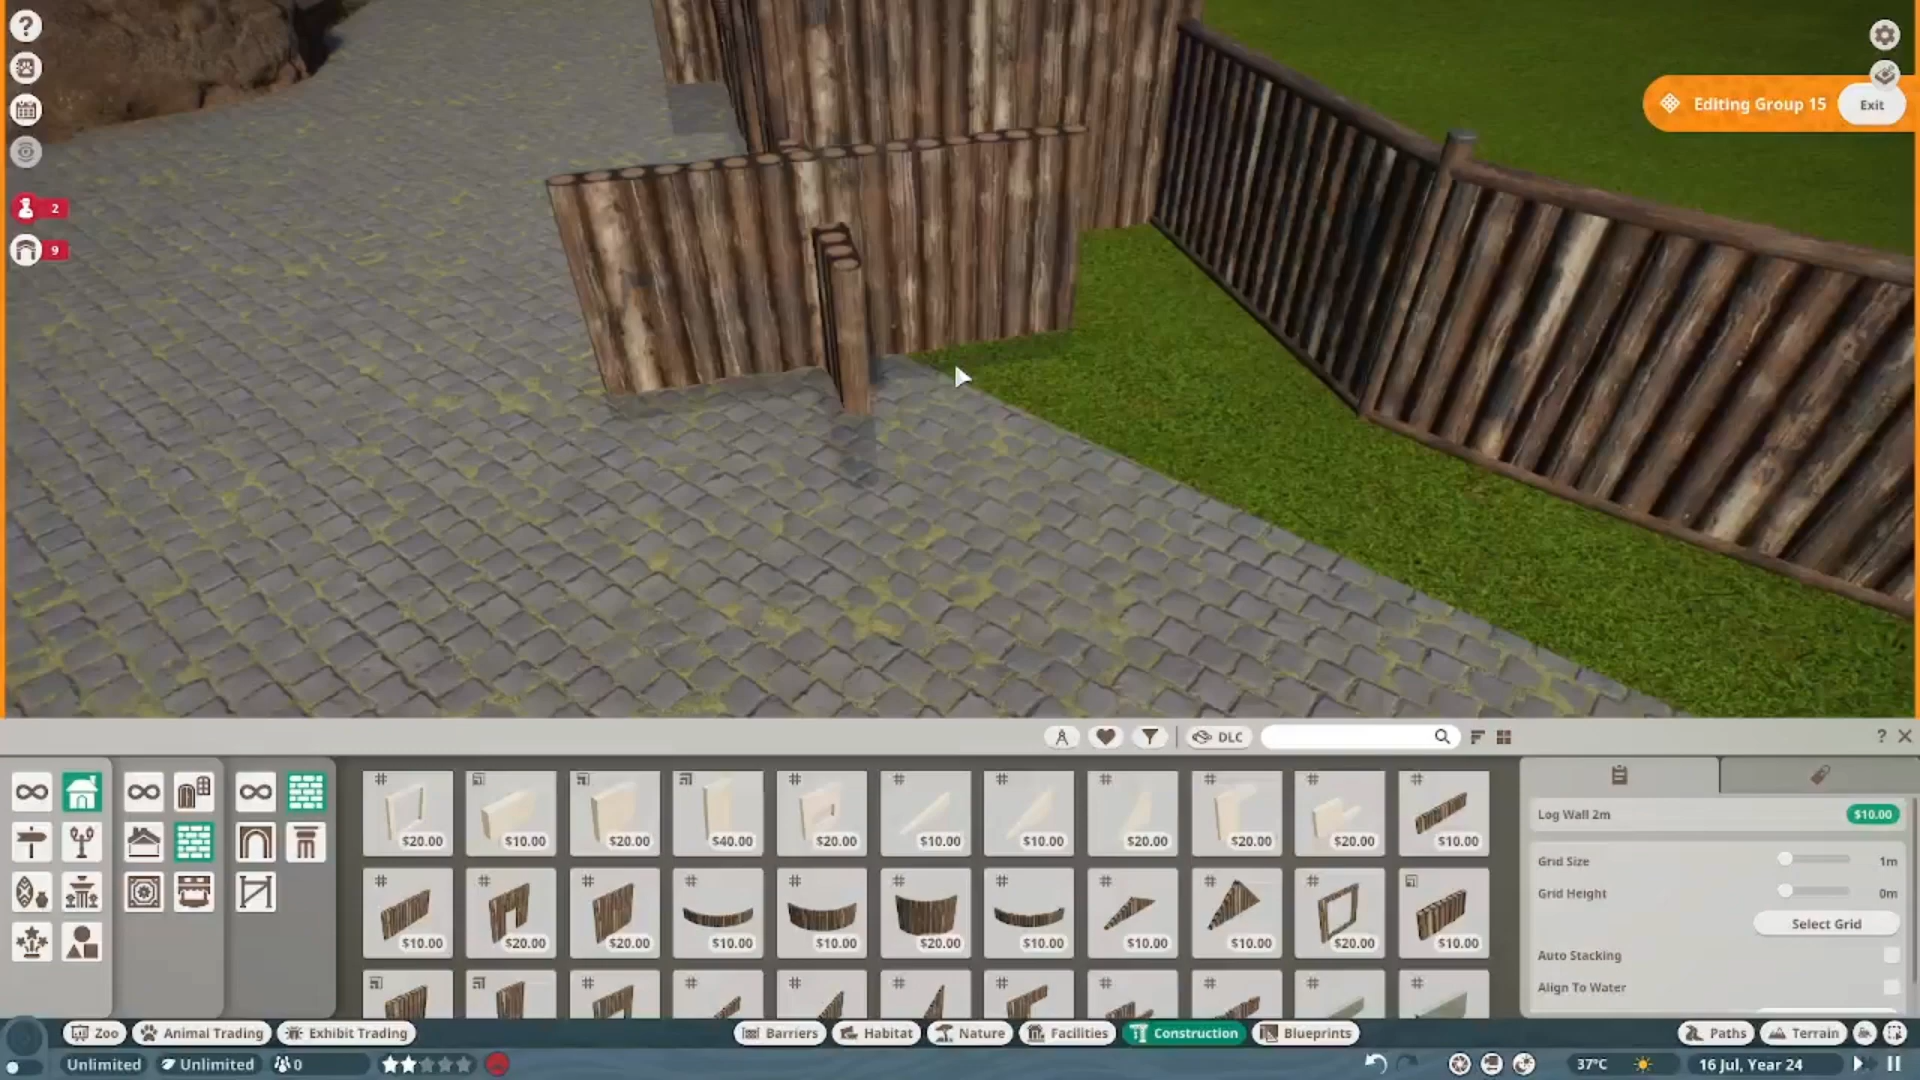 ?
Editing Group 15
Exit
2
9
DLC
?
$20.00
$10.00
$20.00
$40.00
$20.00
$10.00
$10.00
$20.00
$20.00
$20.00
$10.00
$10.00
$20.00
$20.00
$10.00
$10.00
$20.00
$10.00
$10.00
$10.00
$20.00
$10.00
Log Wall 2m
$10.00
Grid Size
1m
Grid Height
0m
Select Grid
Auto Stacking
Align To Water
Zoo
Animal Trading
Exhibit Trading
Barriers
Habitat
Nature
Facilities
Construction
Blueprints
Paths
Terrain
Unlimited
Unlimited
0
37°C
16 Jul, Year 24